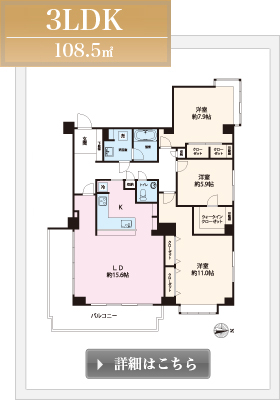 3LDK
108.5㎡
洋室
約7.9帖
玄関
洗
洗面室
浴室
クロー
ゼット
クロー
ゼット
洋室
約5.9帖
冷
トイレ
K
ウォークイン
クローゼット
クローゼット
LD
約15.6帖
洋室
約11.0帖
クローゼット
バルコニー
N
詳細はこちら